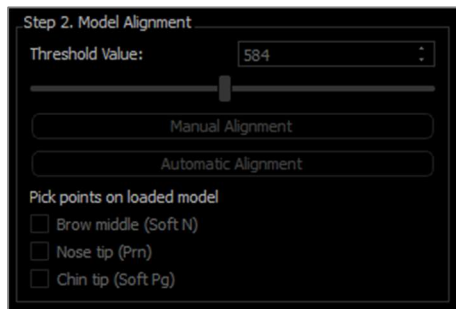 Step 2. Model Alignment
Threshold Value: 584
Manual Alignment
Automatic Alignment
Pick points on loaded model
Brow middle (Soft N)
Nose tip (Prn)
Chin tip (Soft Pg)